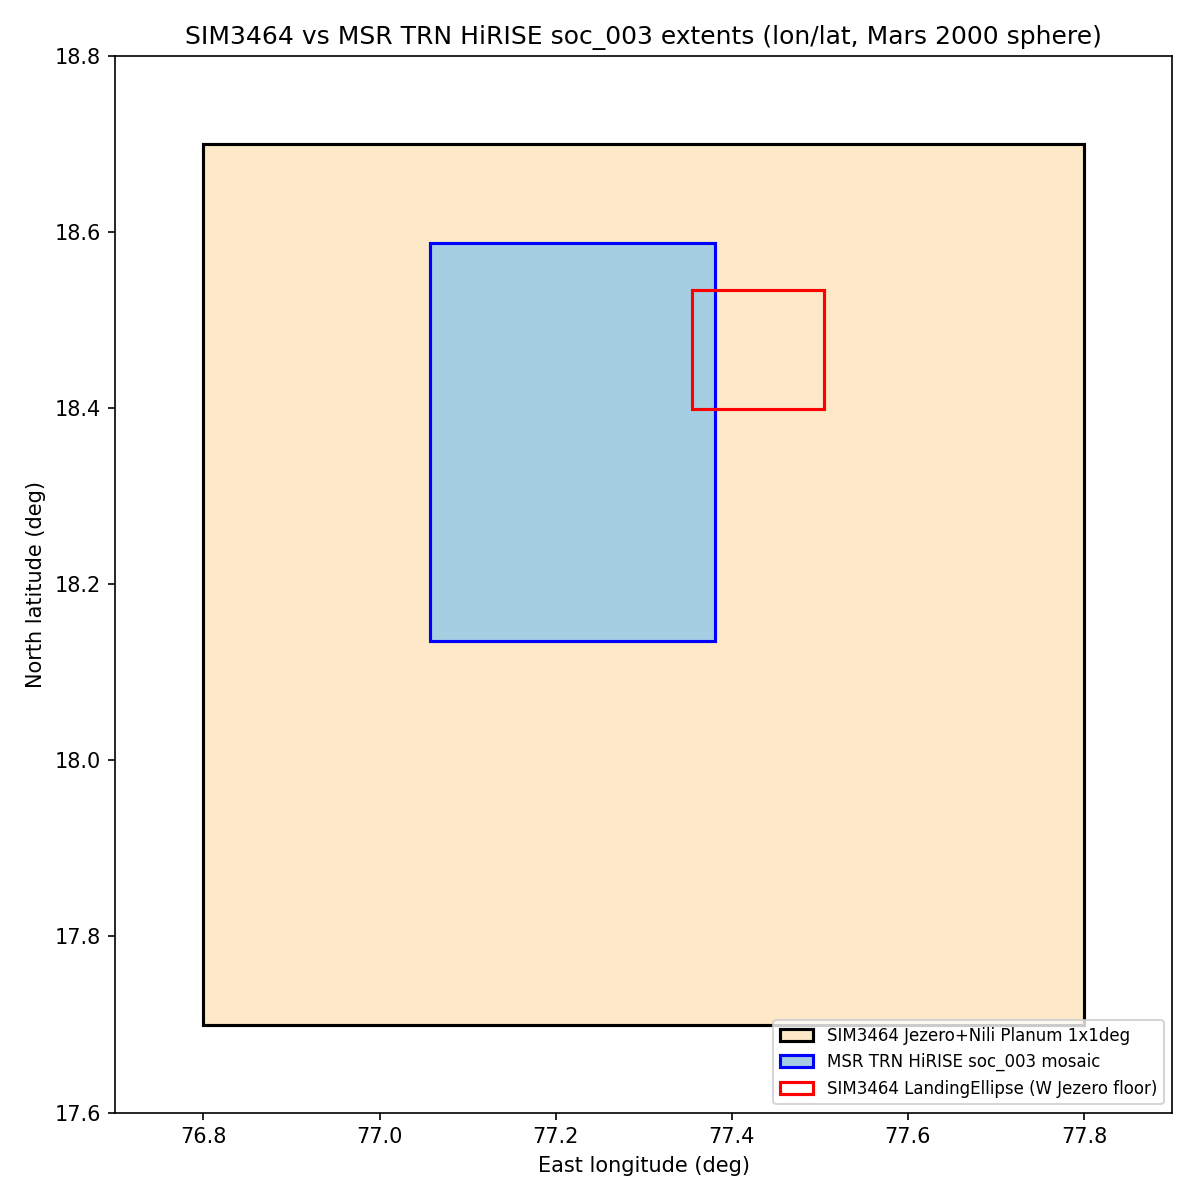 SIM3464 vs MSR TRN HiRISE soc_003 extents (lon/lat, Mars 2000 sphere)
18.8
18.6
18.4
18.2
18.0
17.8
17.6
North latitude (deg)
SIM3464 Jezero+Nili Planum 1x1deg
MSR TRN HiRISE soc_003 mosaic
SIM3464 LandingEllipse (W Jezero floor)
76.8 77.0 77.2 77.4 77.6 77.8
East longitude (deg)